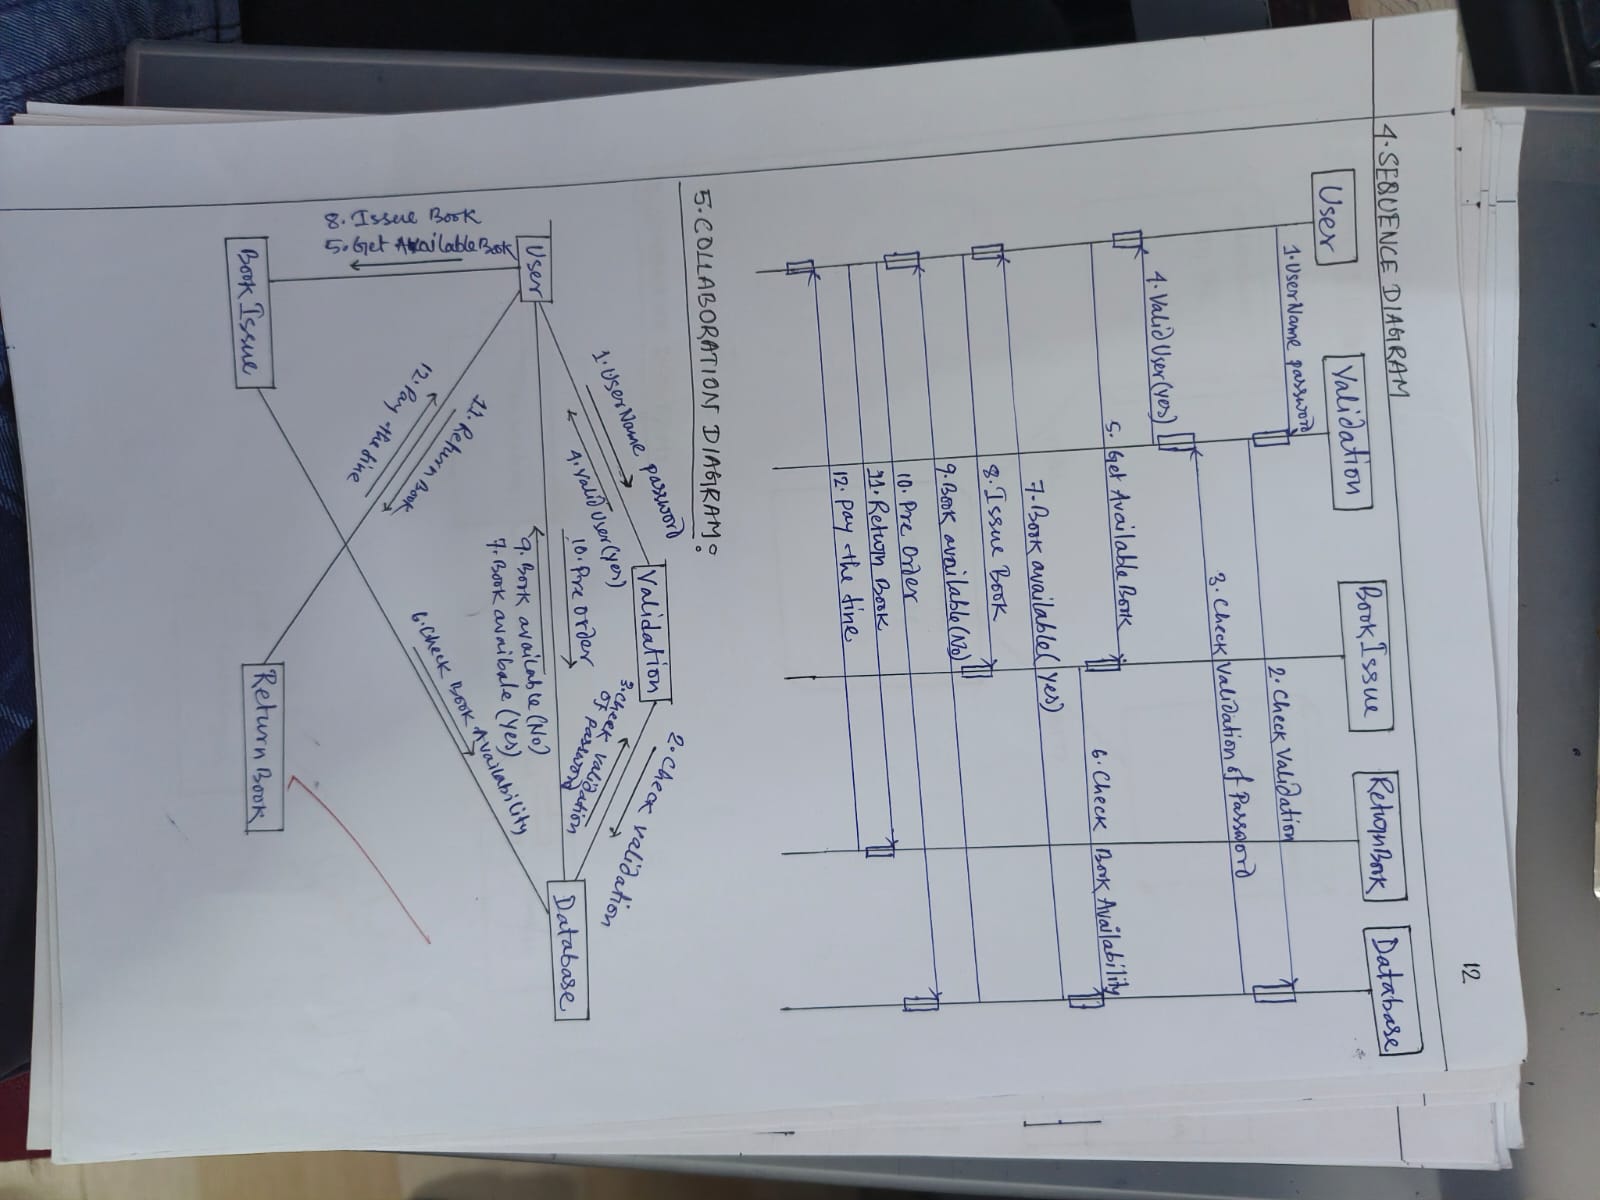 12
4. SEQUENCE DIAGRAM
User
Validation
Book Issue
Return Book
Database
1. UserName password
2. Check Validation
3. Check Validation of Password
4. Valid User (yes)
5. Get Available Book
6. Check Book Availability
7. Book available (yes)
8. Issue Book
9. Book available (No)
10. Pre Order
11. Return Book
12. Pay the fine
5. COLLABORATION DIAGRAM:
1. UserName password
Validation
2. Check Validation
3. Check Validation
of Password
4. Valid User (yes)
10. Pre Order
User
Database
9. Book available (No)
7. Book availabale (Yes)
8. Issue Book
5. Get Available Book
11. Return Book
12. Pay the fine
6. Check Book Availability
Book Issue
Return Book